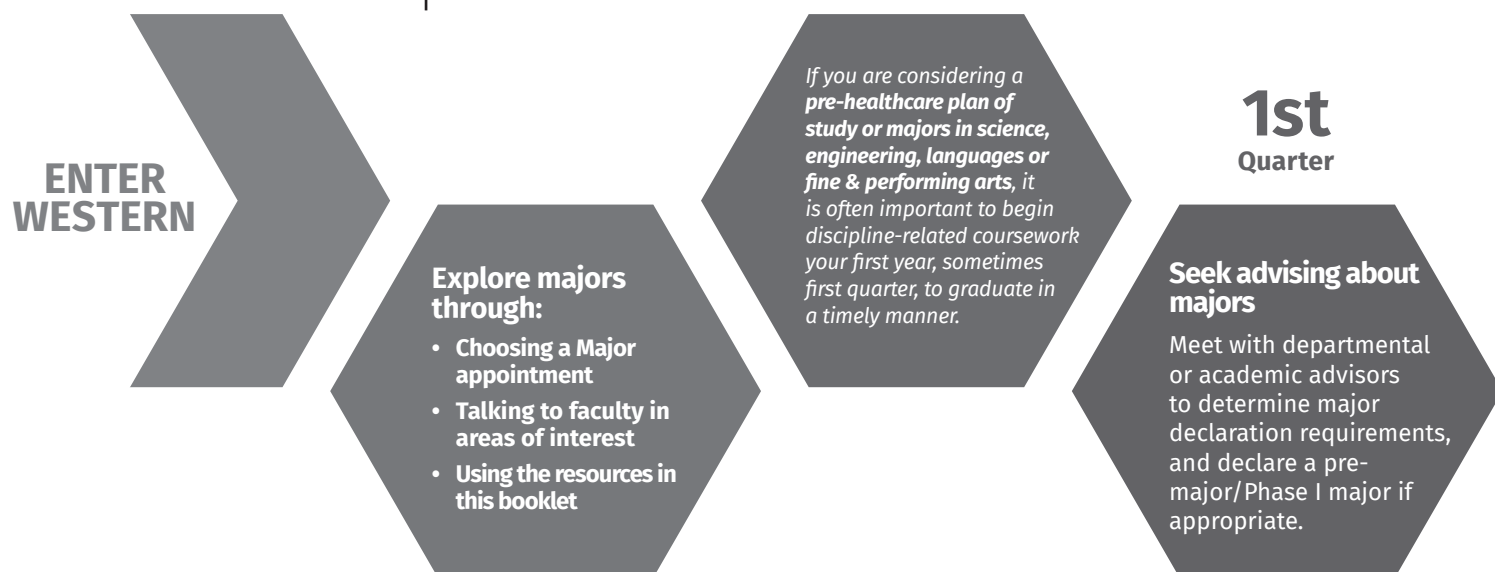 ENTER
WESTERN
Explore majors
through:
• Choosing a Major
appointment
• Talking to faculty in
areas of interest
• Using the resources in
this booklet
If you are considering a
pre-healthcare plan of
study or majors in science,
engineering, languages or
fine & performing arts, it
is often important to begin
discipline-related coursework
your first year, sometimes
first quarter, to graduate in
a timely manner.
1st
Quarter
Seek advising about
majors
Meet with departmental
or academic advisors
to determine major
declaration requirements,
and declare a pre-
major/Phase I major if
appropriate.